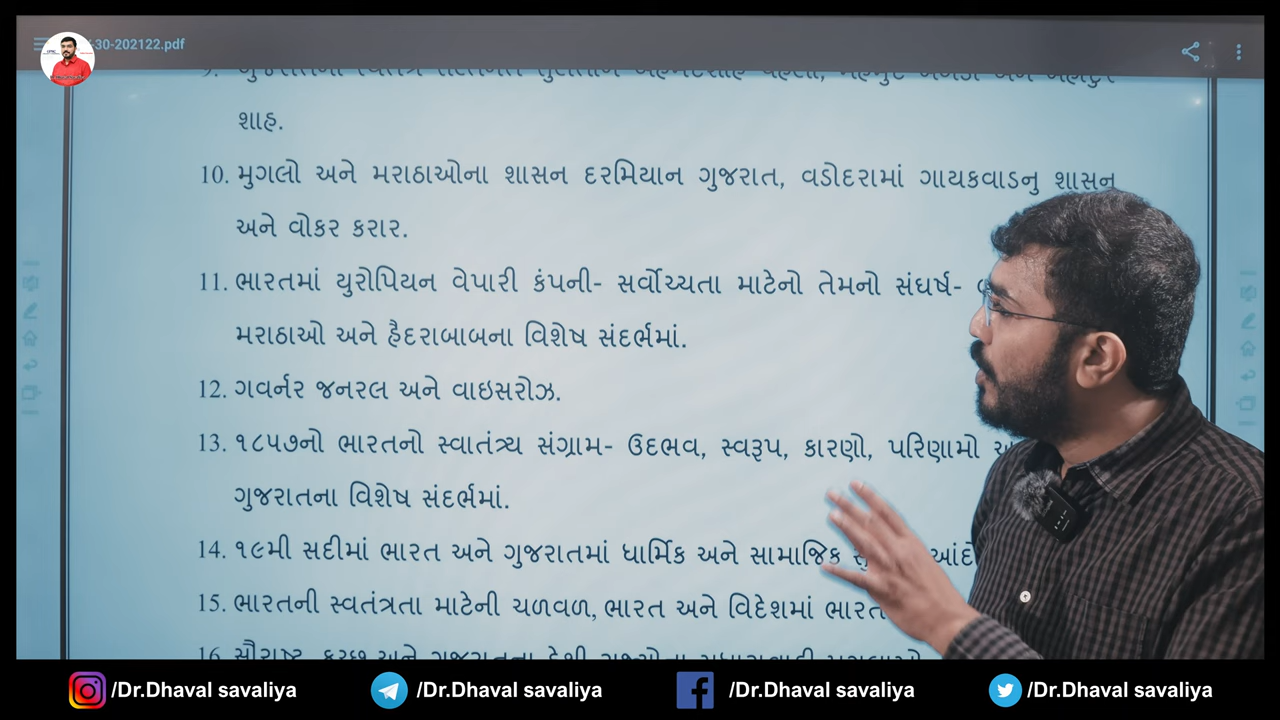 -30-202122.pdf
શાહ.
10. મુગલો અને મરાઠાઓના શાસન દરમિયાન ગુજરાત, વડોદરામાં ગાયકવાડનુ શાસન
અને વોકર કરાર.
11. ભારતમાં યુરોપિયન વેપારી કંપની- સર્વોચ્યતા માટેનો તેમનો સંઘર્ષ-
મરાઠાઓ અને હૈદરાબાબના વિશેષ સંદર્ભમાં.
12. ગવર્નર જનરલ અને વાઇસરોઝ.
13. ૧૮૫૭નો ભારતનો સ્વાતંત્ર્ય સંગ્રામ- ઉદભવ, સ્વરૂપ, કારણો, પરિણામો
ગુજરાતના વિશેષ સંદર્ભમાં.
14. ૧૯મી સદીમાં ભારત અને ગુજરાતમાં ધાર્મિક અને સામાજિક
15. ભારતની સ્વતંત્રતા માટેની ચળવળ, ભારત અને વિદેશમાં ભારત
16.
/Dr.Dhaval savaliya /Dr.Dhaval savaliya /Dr.Dhaval savaliya /Dr.Dhaval savaliya